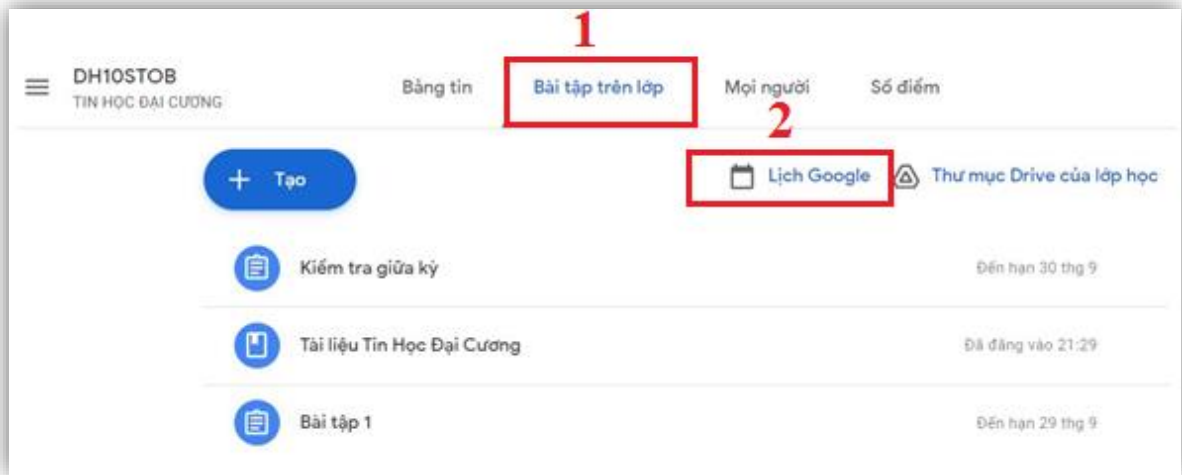 1
DH10STOB
TIN HỌC ĐẠI CƯƠNG
Bảng tin
Bài tập trên lớp
Mọi người
Số điểm
2
+ Tạo
Lịch Google
Thư mục Drive của lớp học
Kiểm tra giữa kỳ
Đến hạn 30 thg 9
Tài liệu Tin Học Đại Cương
Đã đăng vào 21:29
Bài tập 1
Đến hạn 29 thg 9